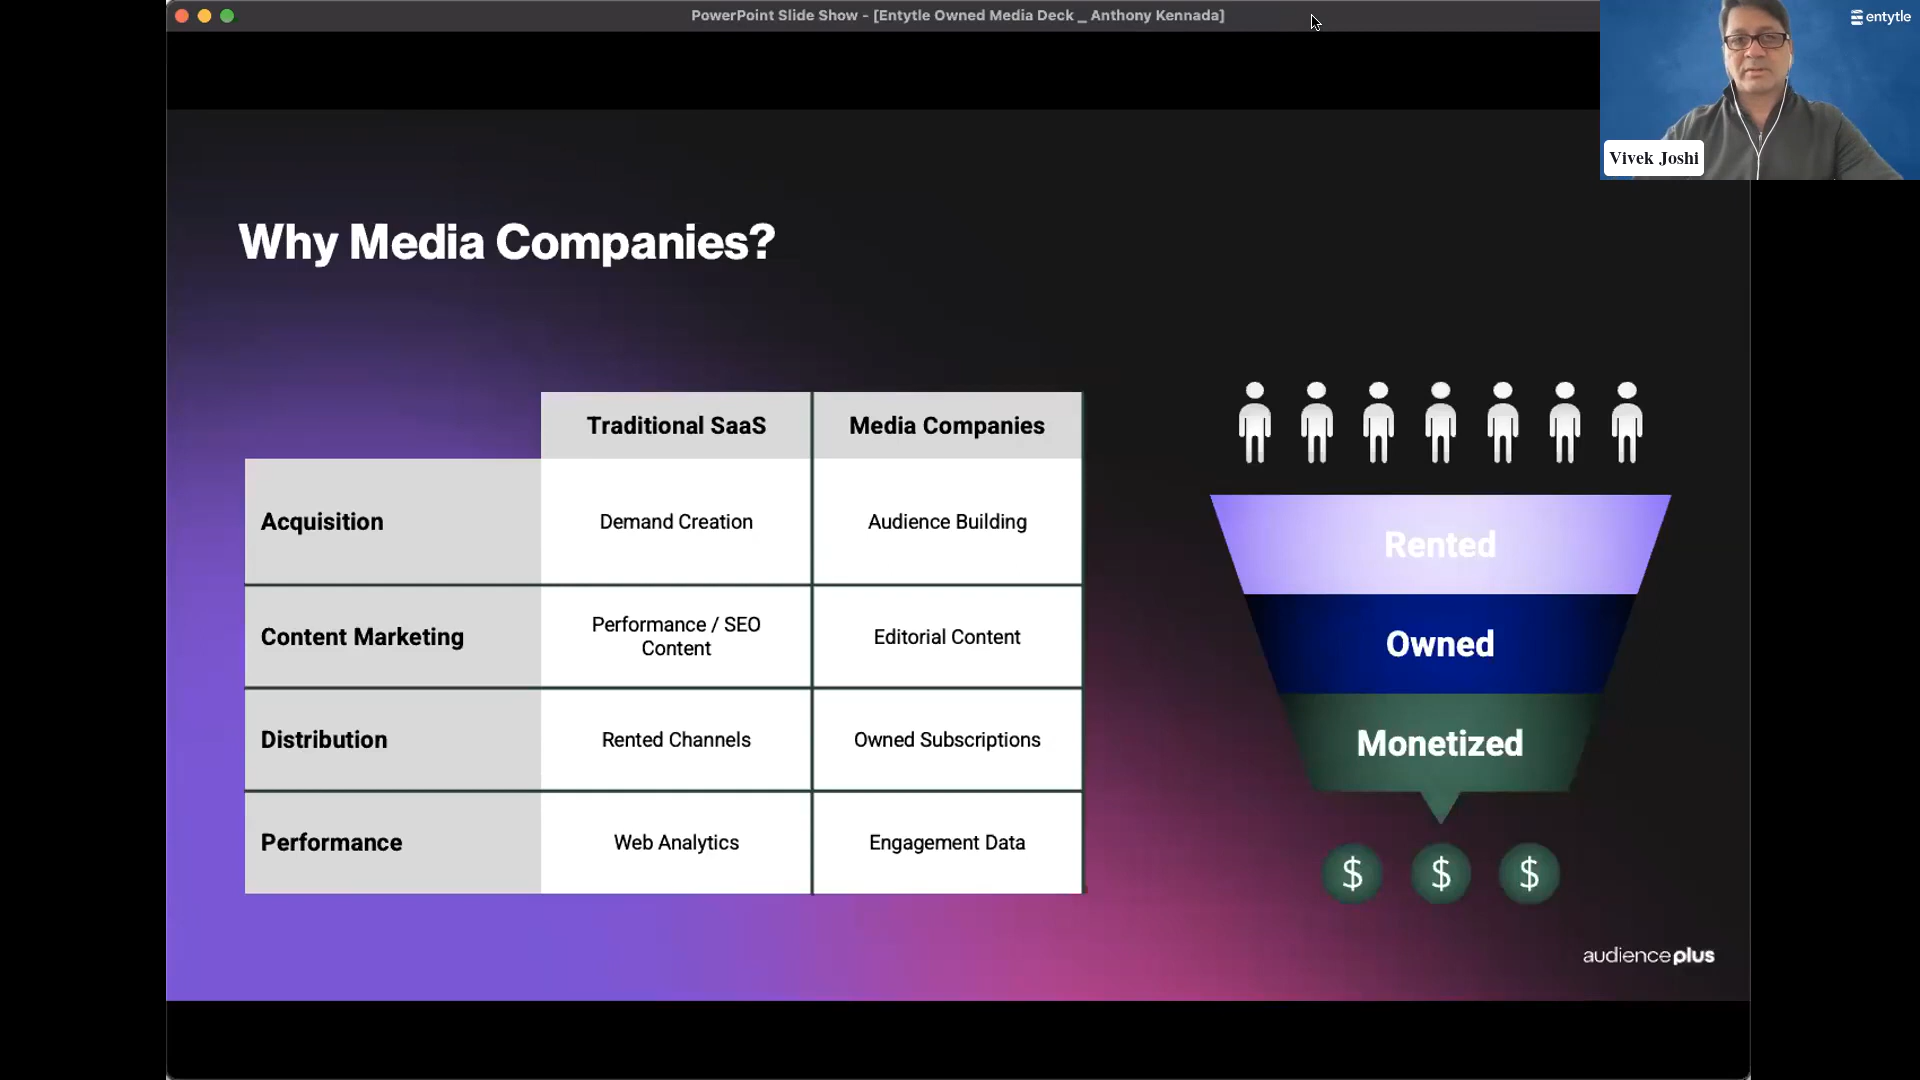 PowerPoint Slide Show - [Entytle Owned Media Deck _ Anthony Kennada]
entytle
Vivek Joshi
Why Media Companies?
Traditional SaaS
Media Companies
Acquisition
Demand Creation
Audience Building
Content Marketing
Performance / SEO
Content
Editorial Content
Distribution
Rented Channels
Owned Subscriptions
Performance
Web Analytics
Engagement Data
Rented
Owned
Monetized
$ $ $
audienceplus